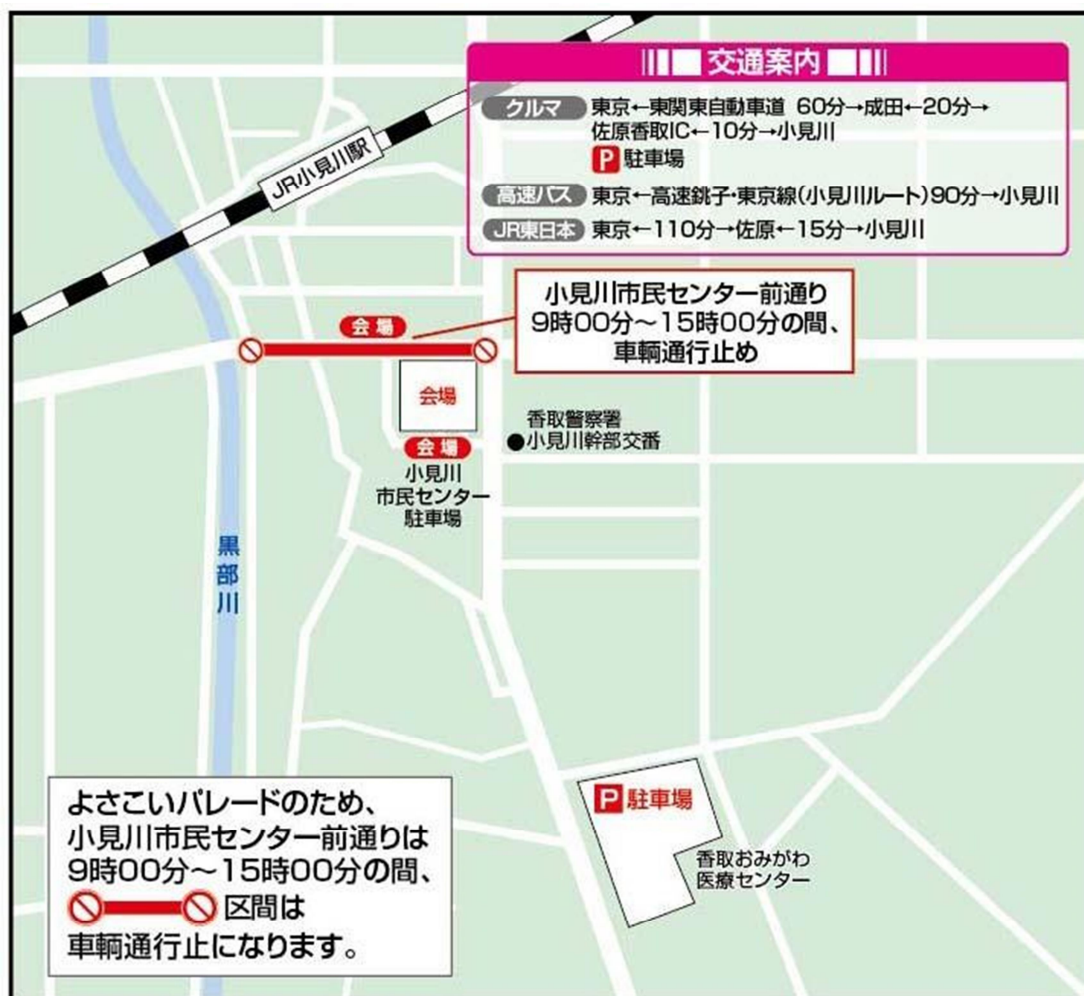 交通案内
クルマ 東京←東関東自動車道 60分→成田←20分→
佐原香取IC←10分→小見川
P 駐車場
高速バス 東京←高速銚子・東京線(小見川ルート)90分→小見川
JR東日本 東京←110分→佐原←15分→小見川
JR小見川駅
小見川市民センター前通り
9時00分～15時00分の間、
車輌通行止め
会場
会場
会場
小見川
市民センター
駐車場
香取警察署
小見川幹部交番
黒部川
P 駐車場
香取おみがわ
医療センター
よさこいパレードのため、
小見川市民センター前通りは
9時00分～15時00分の間、
区間は
車輌通行止になります。